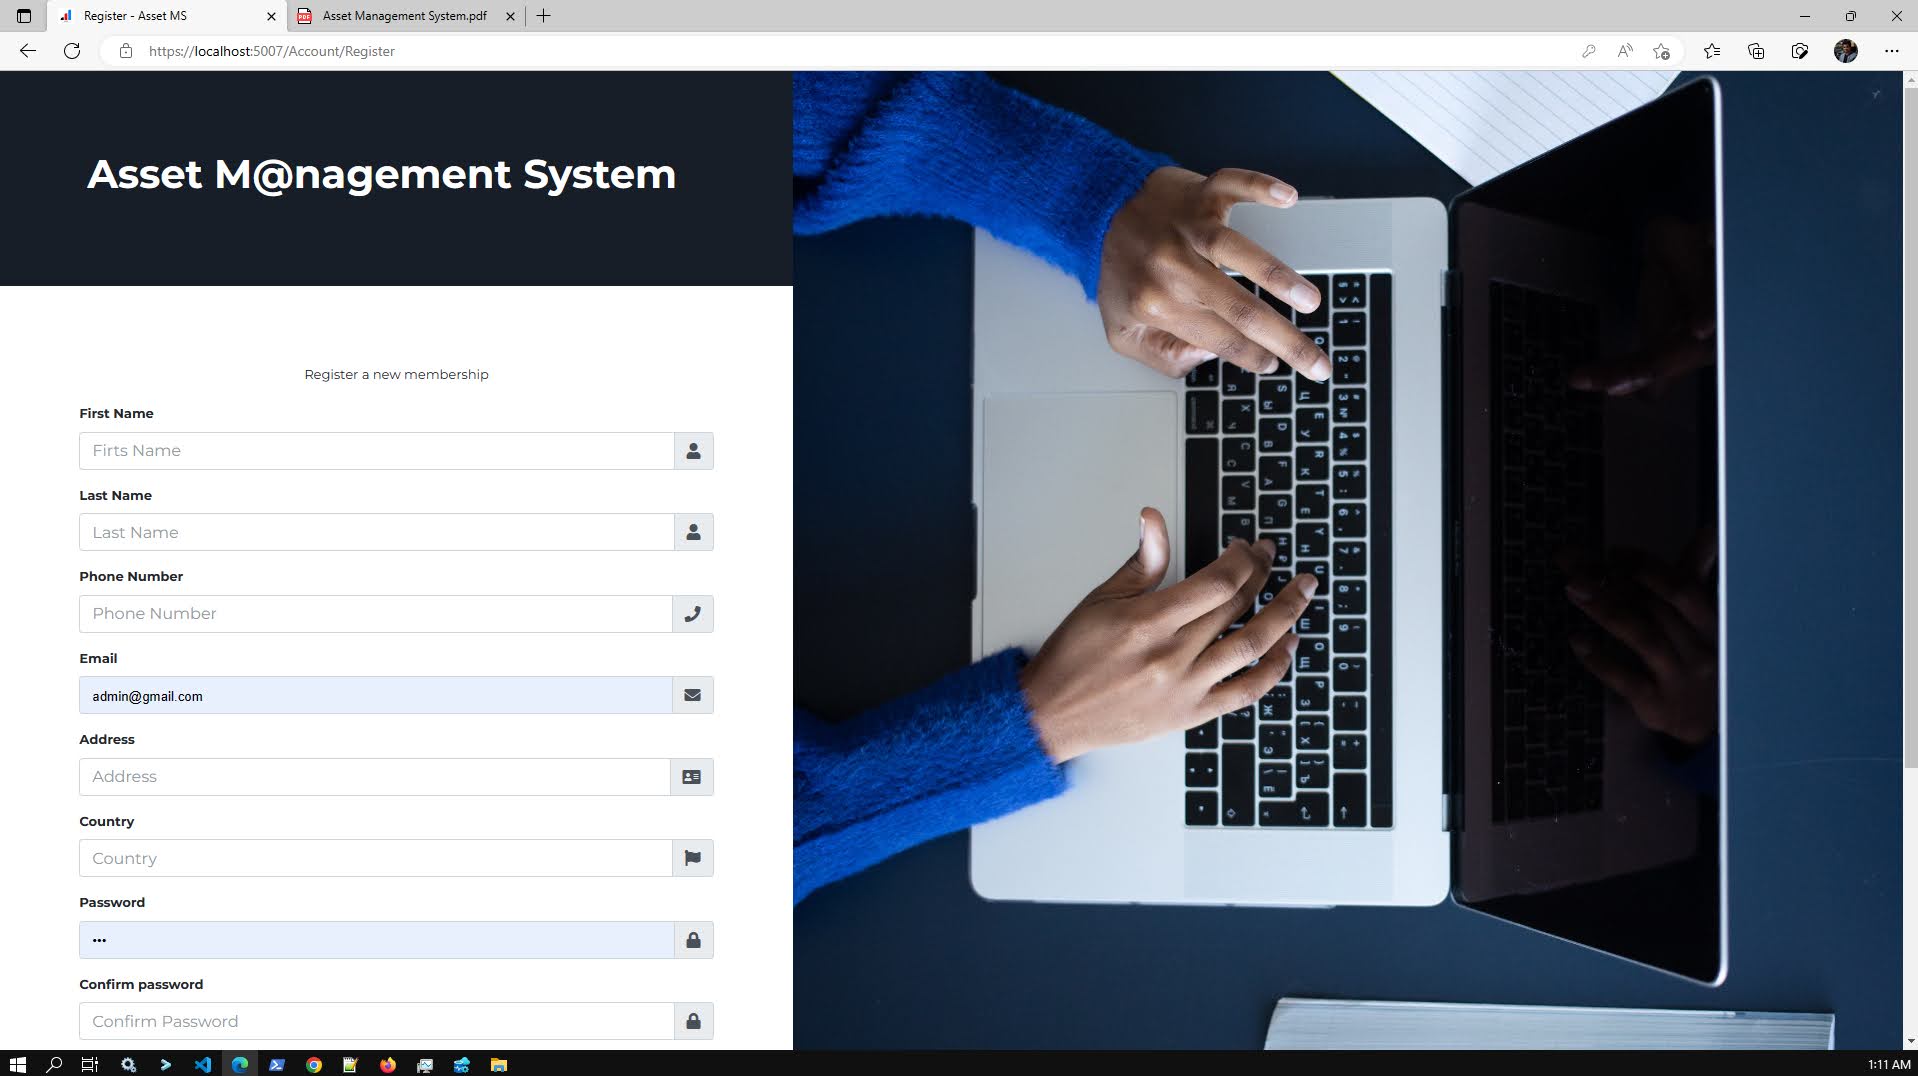 Register - Asset MS
Asset Management System.pdf
https://localhost:5007/Account/Register
Asset M@nagement System
Register a new membership
First Name
Firts Name
Last Name
Last Name
Phone Number
Phone Number
Email
admin@gmail.com
Address
Address
Country
Country
Password
•••
Confirm password
Confirm Password
1:11 AM